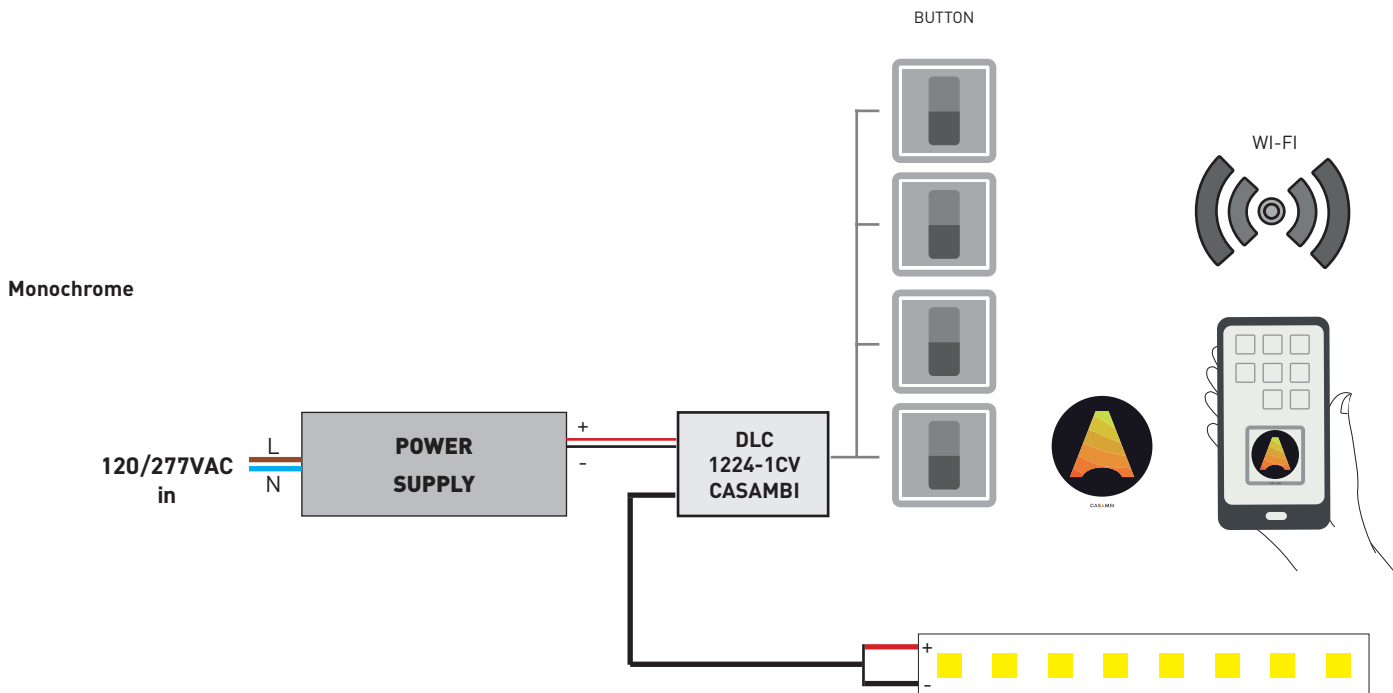 BUTTON
WI-FI
Monochrome
120/277VAC
in
L
N
POWER
SUPPLY
+
-
DLC
1224-1CV
CASAMBI
CASAMBI
+
-